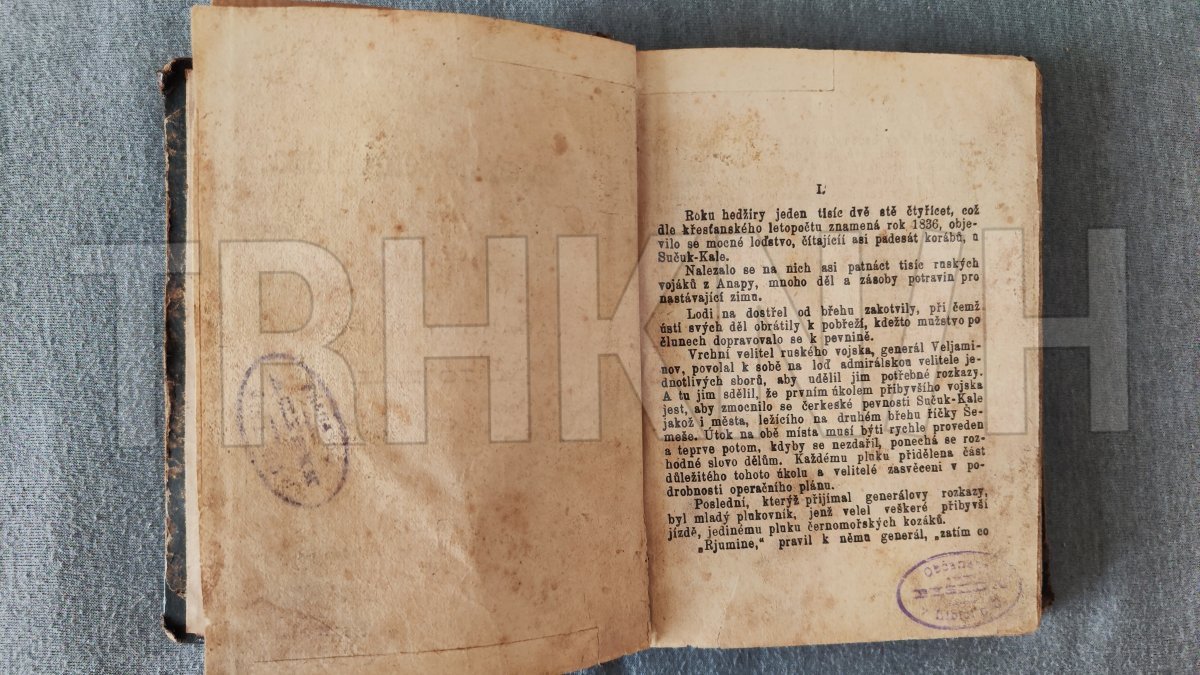 TRHKNIH
I.
Roku hedžíry jeden tisíc dvě stě čtyřicet, což
dle křesťanského letopočtu znamená rok 1836, obje-
vilo se mocné loďstvo, čítajícíí asi padesát korábů, u
Sučuk-Kale.
Nalezalo se na nich asi patnáct tisíc ruských
vojáků z Anapy, mnoho děl a zásoby potravin pro
nastávající zimu.
Lodi na dostřel od břehu zakotvily, při čemž
ústí svých děl obrátily k pobřeží, kdežto mužstvo po
člunech dopravovalo se k pevnině.
Vrchní velitel ruského vojska, generál Veljami-
nov, povolal k sobě na loď admirálskou velitele je-
dnotlivých sborů, aby udělil jim potřebné rozkazy.
A tu jim sdělil, že prvním úkolem přibyvšího vojska
jest, aby zmocnilo se čerkeské pevnosti Sučuk-Kale
jakož i města, ležícího na druhém břehu říčky Še-
meše. Útok na obě místa musí býti rychle proveden
a teprve potom, kdyby se nezdařil, ponechá se roz-
hodné slovo dělům. Každému pluku přidělena část
důležitého tohoto úkolu a velitelé zasvěceni v po-
drobnosti operačního plánu.
Poslední, kterýž přijímal generálovy rozkazy,
byl mladý plukovník, jenž velel veškeré přibyvší
jízdě, jedinému pluku černomořských kozáků.
„Rjumine,“ pravil k němu generál, „zatím co